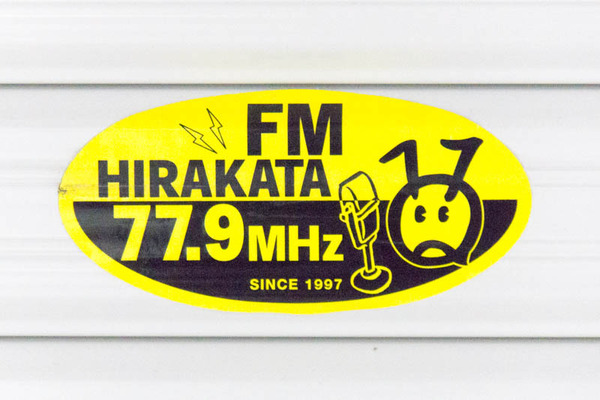 FM
HIRAKATA
77.9MHz
SINCE 1997